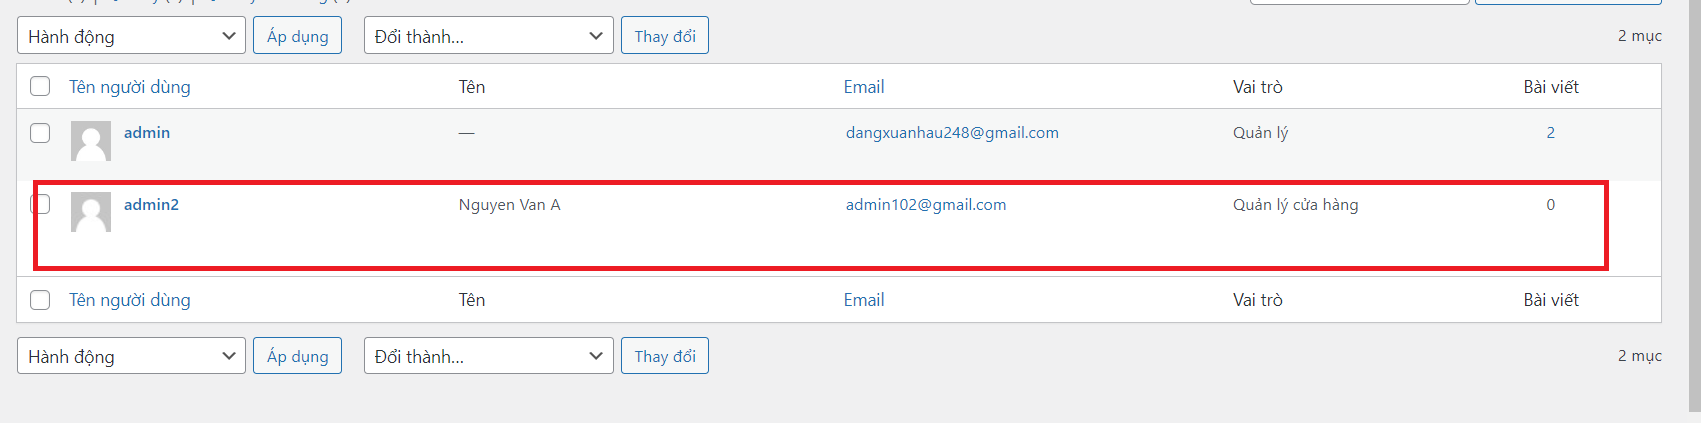 Hành động Áp dụng Đổi thành... Thay đổi 2 mục
Tên người dùng Tên Email Vai trò Bài viết
admin — dangxuanhau248@gmail.com Quản lý 2
admin2 Nguyen Van A admin102@gmail.com Quản lý cửa hàng 0
Tên người dùng Tên Email Vai trò Bài viết
Hành động Áp dụng Đổi thành... Thay đổi 2 mục